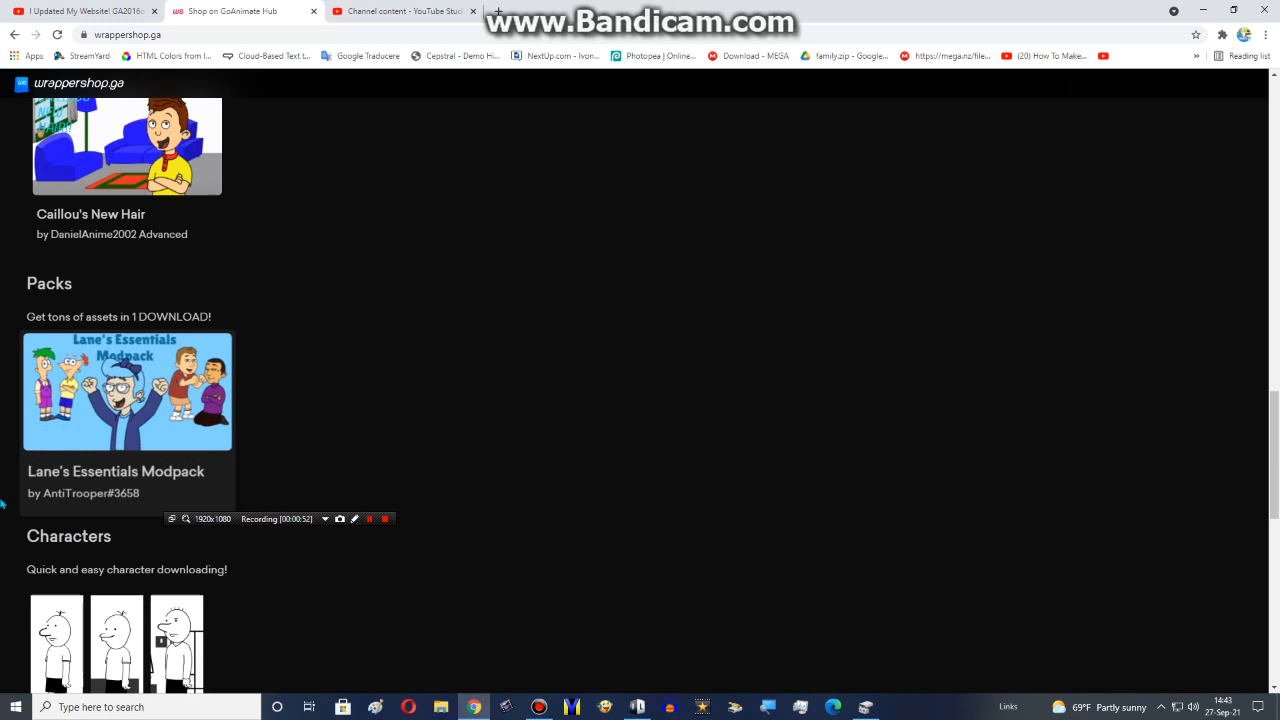 I Updated My Website! GA2016c
Shop on GoAnimate Hub
Channel content - YouTube Stud
www.Bandicam.com
wrappershop.ga
Apps
StreamYard
HTML Colors from I...
Cloud-Based Text t...
Google Traducere
Cepstral - Demo Hi...
NextUp.com - Ivon...
Photopea | Online...
Download - MEGA
family.zip - Google...
https://mega.nz/file...
(20) How To Make...
»
Reading list
wrappershop.ga
NEW
HAIR!
Caillou's New Hair
by DanielAnime2002 Advanced
Packs
Get tons of assets in 1 DOWNLOAD!
Lane's Essentials
Modpack
Lane's Essentials Modpack
by AntiTrooper#3658
1920x1080 Recording [00:00:52]
Characters
Quick and easy character downloading!
Type here to search
Links
69°F Partly sunny
14:43
27-Sep-21